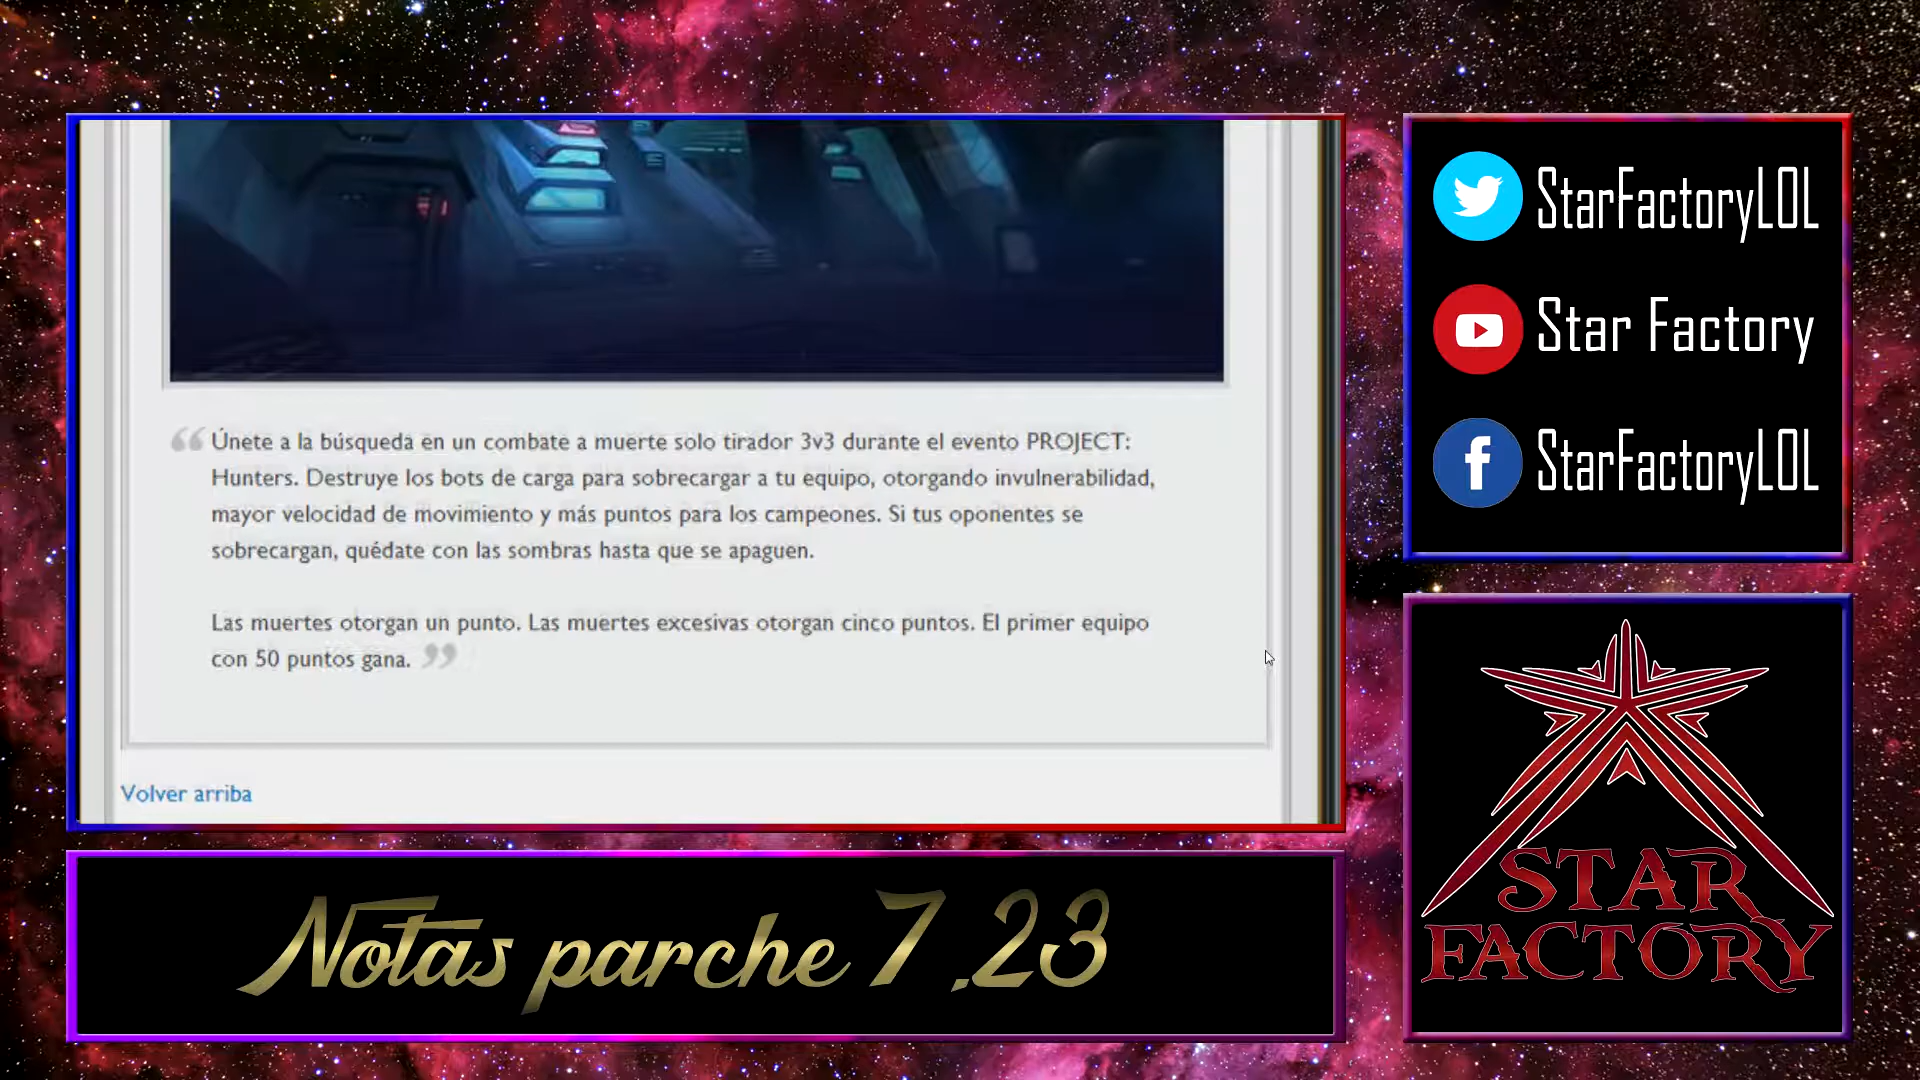 Únete a la búsqueda en un combate a muerte solo tirador 3v3 durante el evento PROJECT:
Hunters. Destruye los bots de carga para sobrecargar a tu equipo, otorgando invulnerabilidad,
mayor velocidad de movimiento y más puntos para los campeones. Si tus oponentes se
sobrecargan, quédate con las sombras hasta que se apaguen.
Las muertes otorgan un punto. Las muertes excesivas otorgan cinco puntos. El primer equipo
con 50 puntos gana.
Volver arriba
Notas parche 7.23
StarFactoryLOL
Star Factory
StarFactoryLOL
STAR
FACTORY